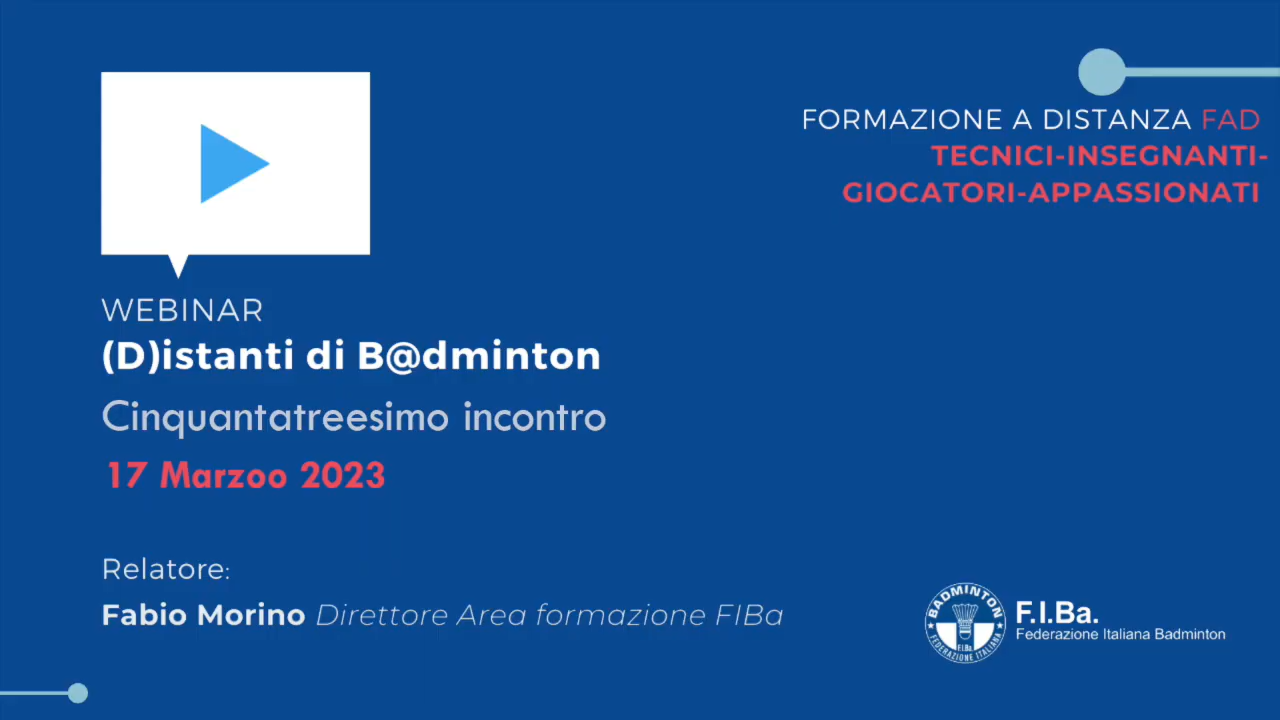 FORMAZIONE A DISTANZA FAD
TECNICI-INSEGNANTI-
GIOCATORI-APPASSIONATI
WEBINAR
(D)istanti di B@dminton
Cinquantatreesimo incontro
17 Marzoo 2023
Relatore:
Fabio Morino Direttore Area formazione FIBa
BADMINTON
F.I.Ba.
FEDERAZIONE ITALIANA
F.I.Ba.
Federazione Italiana Badminton